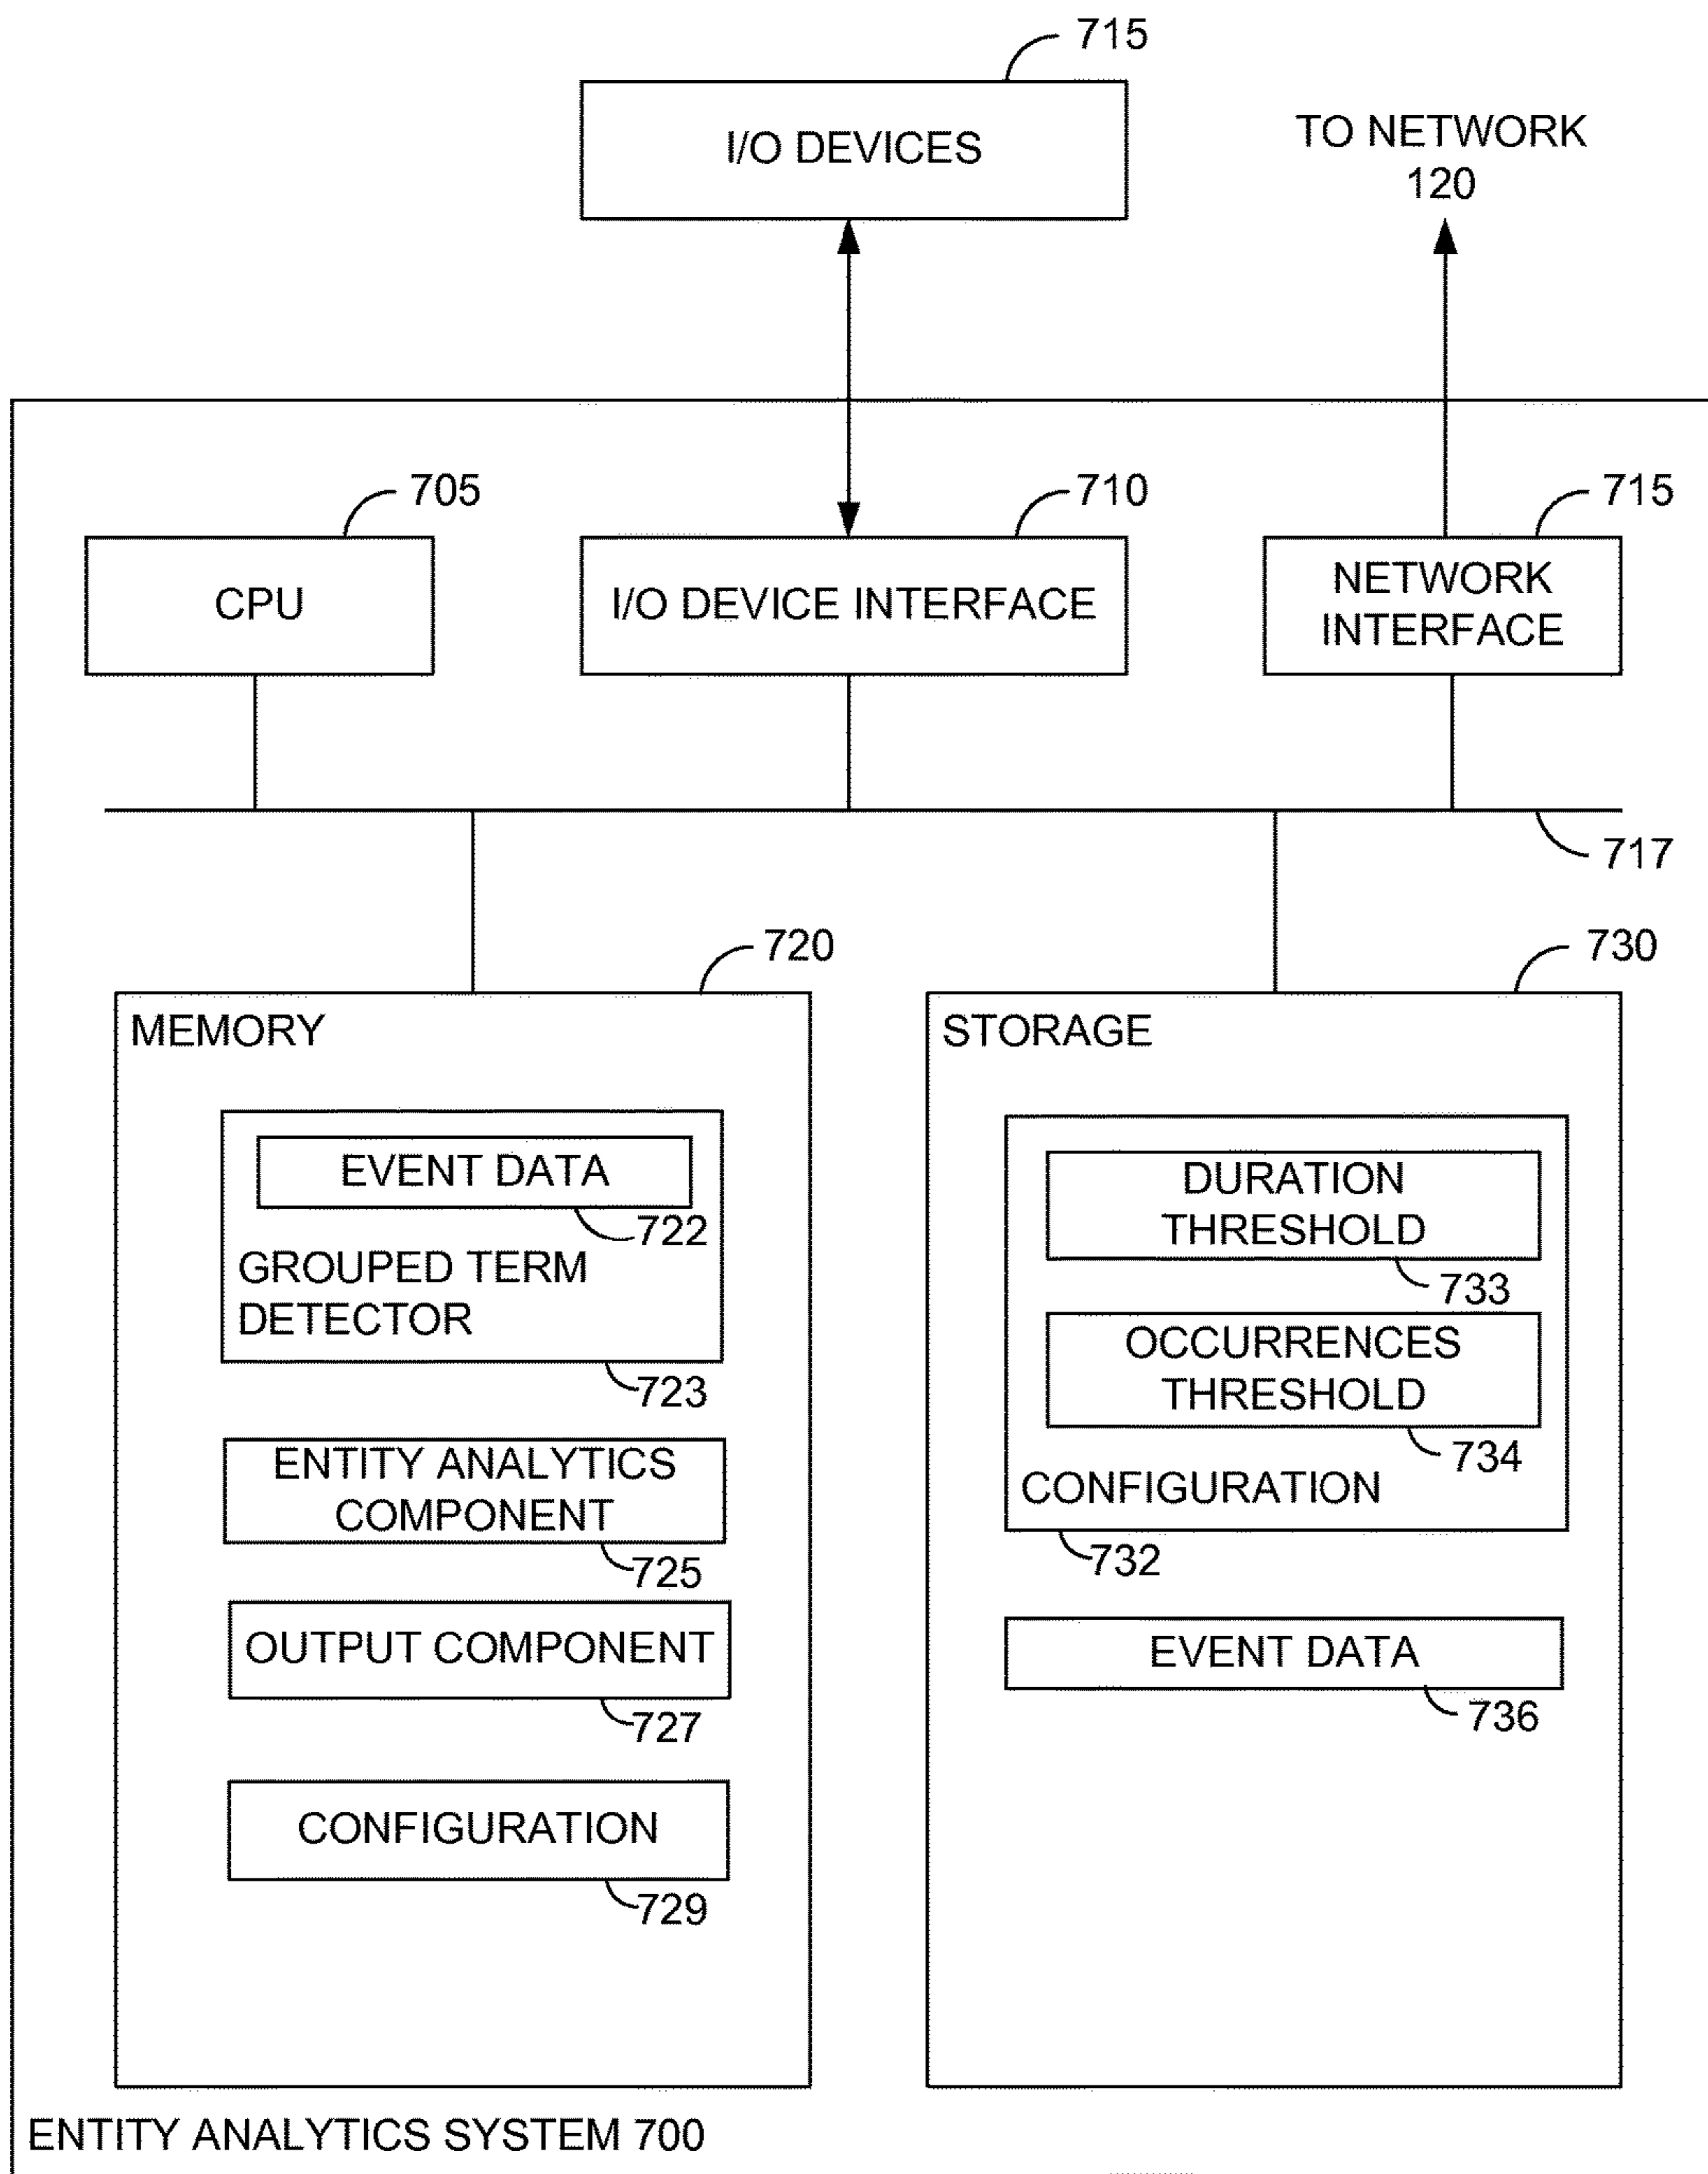 715
I/O DEVICES
TO NETWORK
120
705
710
715
CPU
I/O DEVICE INTERFACE
NETWORK
INTERFACE
717
720
730
MEMORY
STORAGE
EVENT DATA
722
GROUPED TERM
DETECTOR
723
ENTITY ANALYTICS
COMPONENT
725
OUTPUT COMPONENT
727
CONFIGURATION
729
DURATION
THRESHOLD
733
OCCURRENCES
THRESHOLD
734
CONFIGURATION
732
EVENT DATA
736
ENTITY ANALYTICS SYSTEM 700